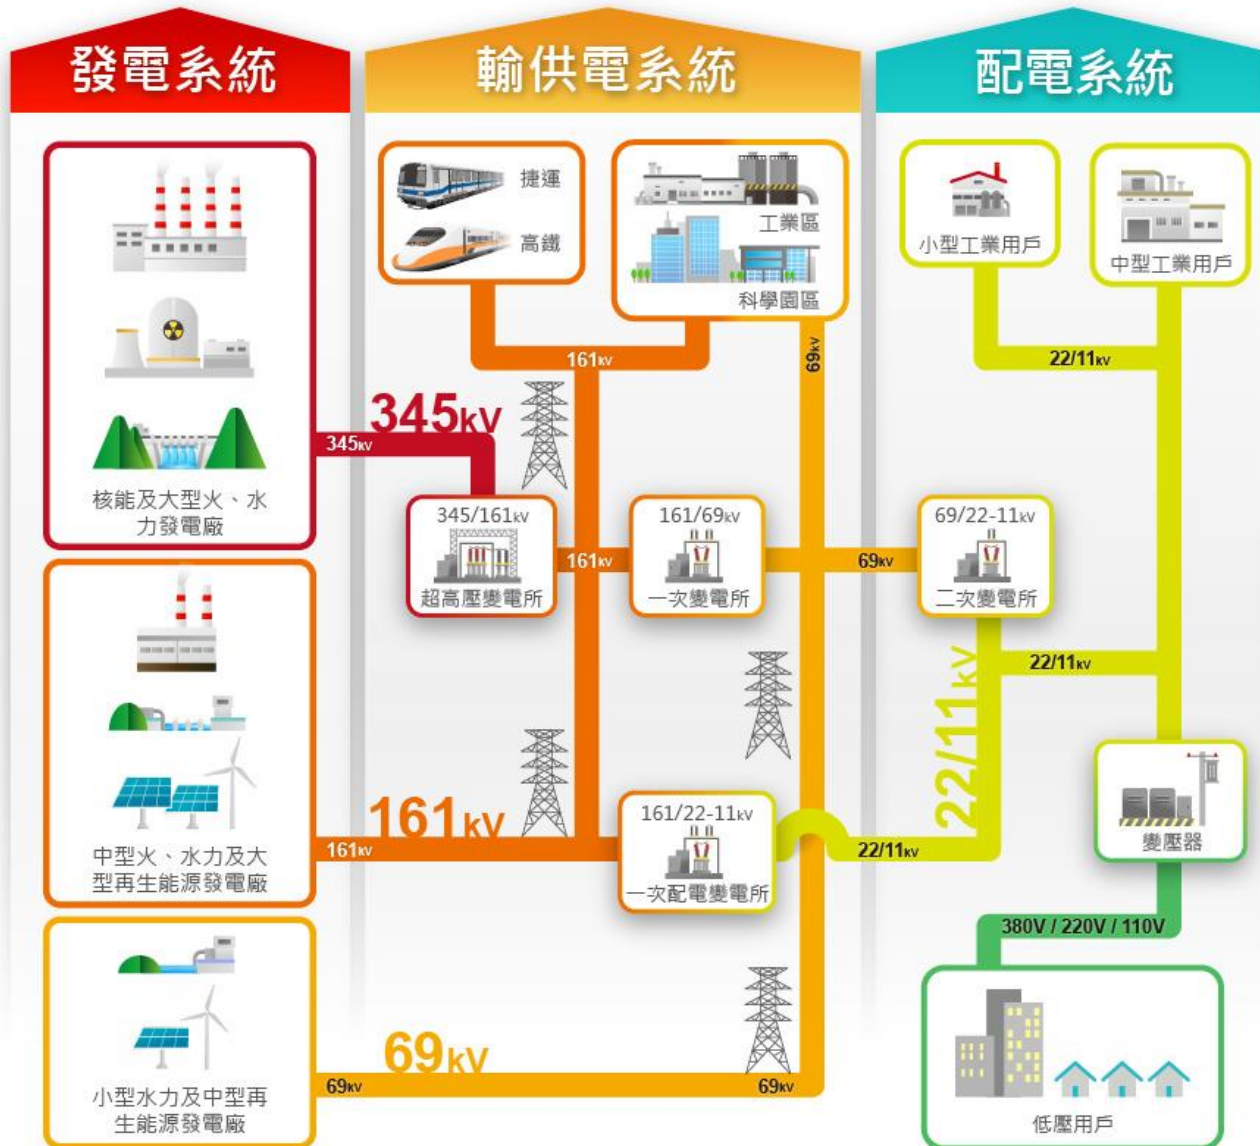 發電系統
輸供電系統
配電系統
捷運
高鐵
工業區
科學園區
小型工業用戶
中型工業用戶
161kV
69kV
22/11kV
345kV
345kV
核能及大型火、水
力發電廠
345/161kV
超高壓變電所
161kV
161/69kV
一次變電所
69kV
69/22-11kV
二次變電所
22/11kV
22/11kV
變壓器
中型火、水力及大
型再生能源發電廠
161kV
161kV
161/22-11kV
一次配電變電所
22/11kV
380V / 220V / 110V
低壓用戶
69kV
69kV
69kV
小型水力及中型再
生能源發電廠